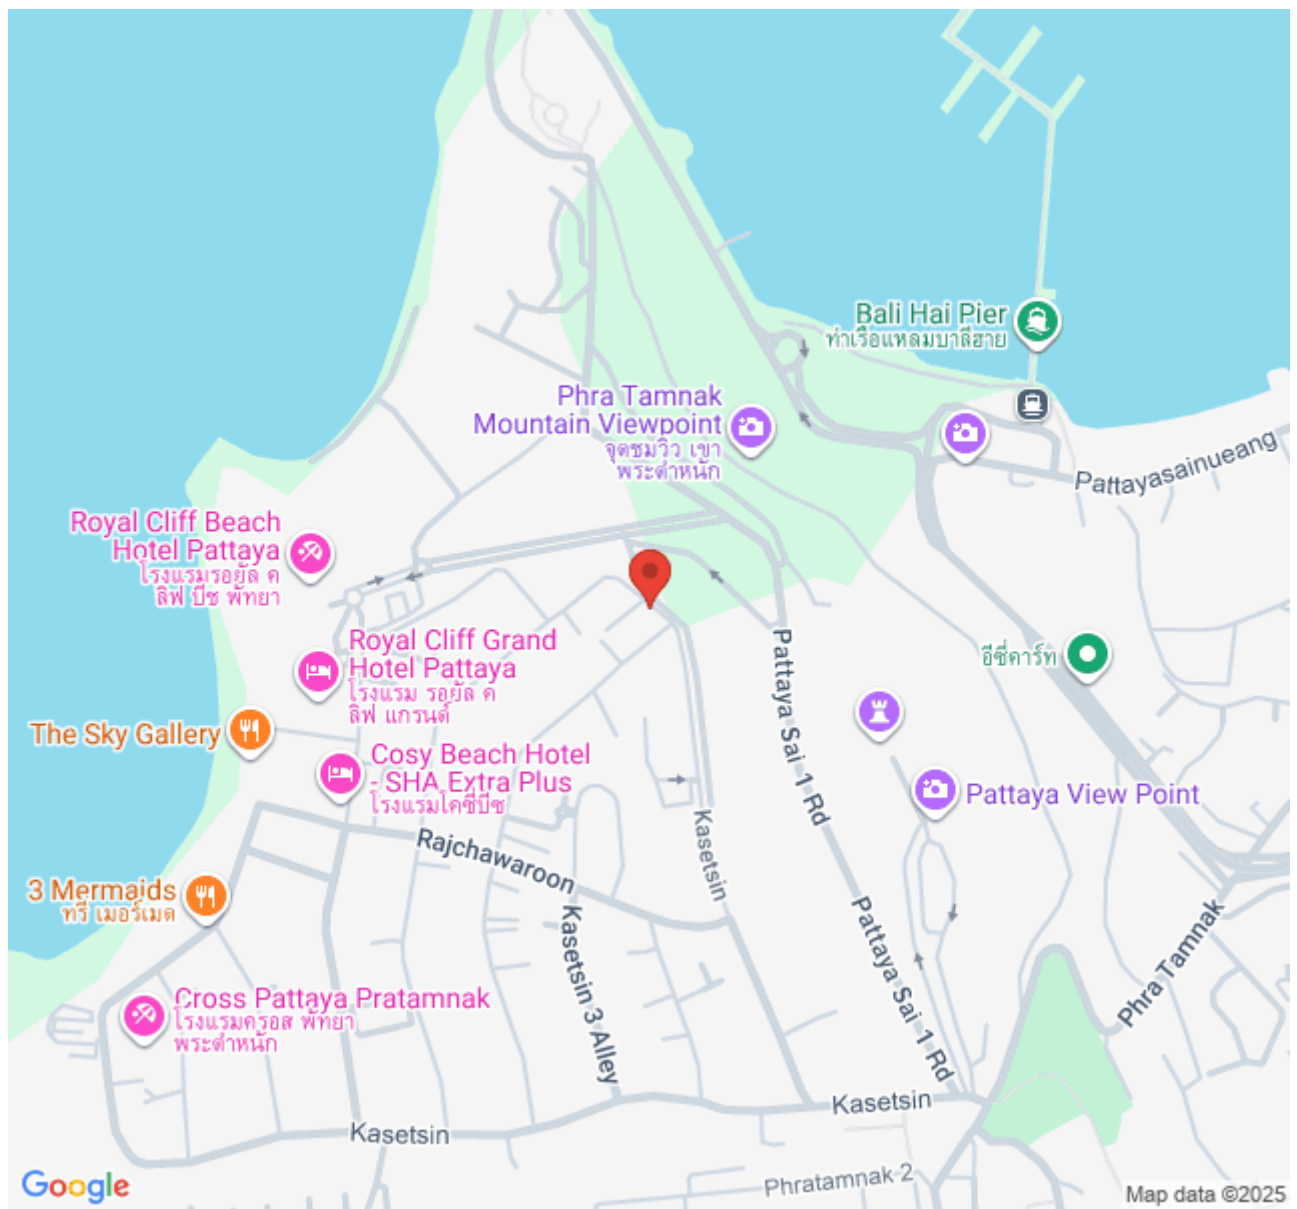 Bali Hai Pier
ท่าเรือแหลมบาลีฮาย
Phra Tamnak
Mountain Viewpoint
จุดชมวิว เขา
พระตำหนัก
Pattayasainueang
Royal Cliff Beach
Hotel Pattaya
โรงแรมรอยัล ค
ลิฟ บีช พัทยา
Royal Cliff Grand
Hotel Pattaya
โรงแรม รอยัล ค
ลิฟ แกรนด์
อีซี่คาร์ท
The Sky Gallery
Cosy Beach Hotel
- SHA Extra Plus
โรงแรมโคซีบีช
Pattaya Sai 1 Rd
Pattaya View Point
Kasetsin
Rajchawaroon
3 Mermaids
ทรี เมอร์เมด
Kasetsin 3 Alley
Pattaya Sai 1 Rd
Phra Tamnak
Cross Pattaya Pratamnak
โรงแรมครอส พัทยา
พระตำหนัก
Kasetsin
Kasetsin
Phratamnak 2
Google
Map data ©2025